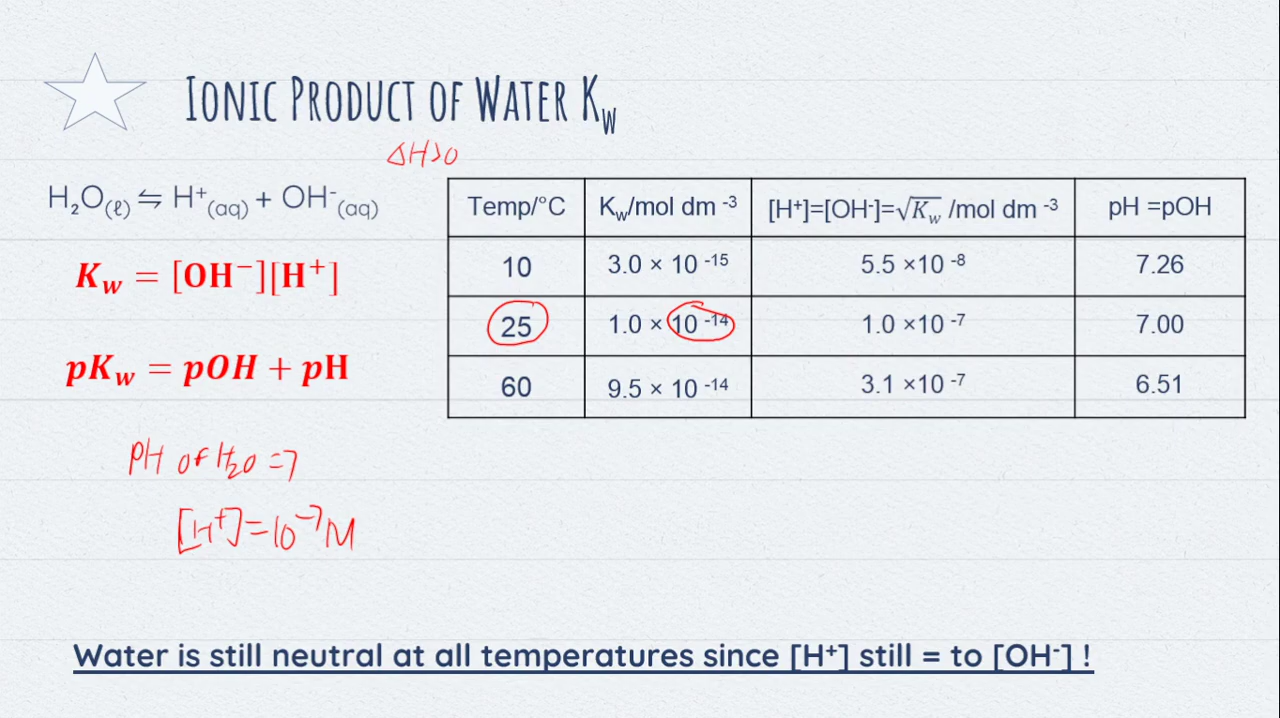 IONIC PRODUCT OF WATER Kw
ΔH>0
H₂O(ℓ) ⇋ H⁺(aq) + OH⁻(aq)
Kw = [OH⁻][H⁺]
pKw = pOH + pH
Temp/°C	Kw/mol dm ⁻³	[H⁺]=[OH⁻]=√Kw /mol dm ⁻³	pH =pOH
10	3.0 × 10 ⁻¹⁵	5.5 ×10 ⁻⁸	7.26
25	1.0 × 10 ⁻¹⁴	1.0 ×10 ⁻⁷	7.00
60	9.5 × 10 ⁻¹⁴	3.1 ×10 ⁻⁷	6.51
pH of H₂O =7
[H⁺]=10⁻⁷M
Water is still neutral at all temperatures since [H⁺] still = to [OH⁻] !